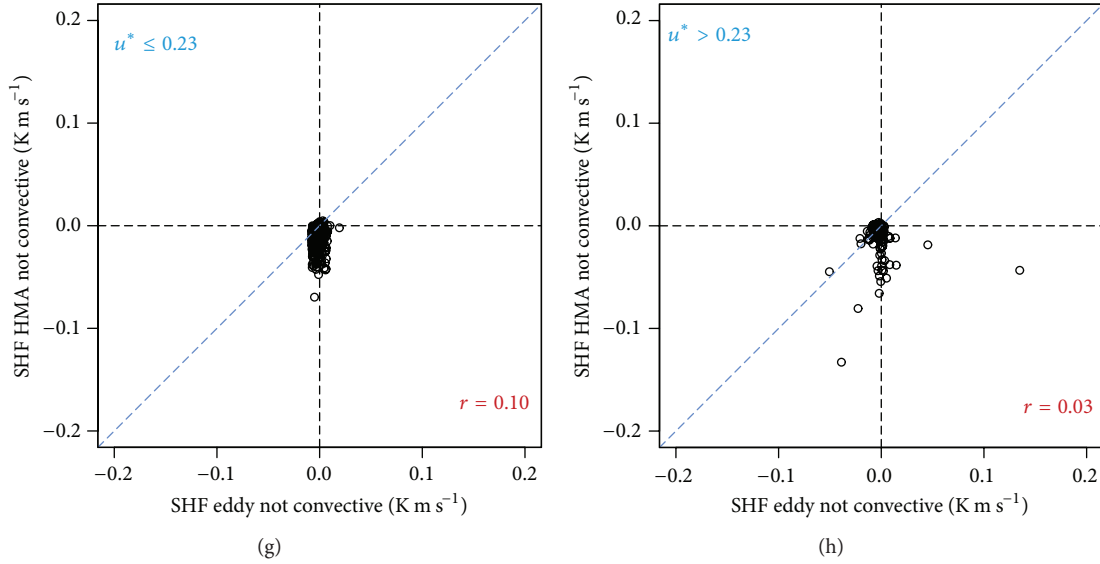 u* ≤ 0.23
SHF HMA not convective (K m s⁻¹)
0.2
0.1
0.0
−0.1
−0.2
−0.2
−0.1
0.0
0.1
0.2
r = 0.10
SHF eddy not convective (K m s⁻¹)
(g)
u* > 0.23
SHF HMA not convective (K m s⁻¹)
0.2
0.1
0.0
−0.1
−0.2
−0.2
−0.1
0.0
0.1
0.2
r = 0.03
SHF eddy not convective (K m s⁻¹)
(h)